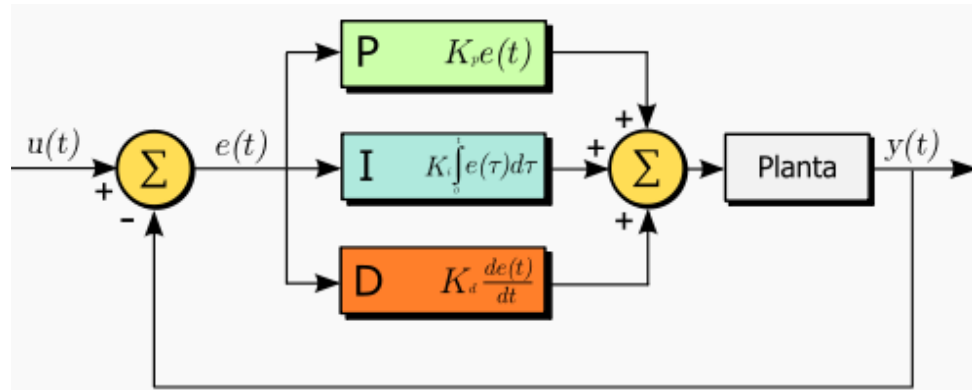 u(t)
+
-
Σ
e(t)
P K_p e(t)
I K_i ∫_0^t e(τ)dτ
D K_d de(t)/dt
+
+
+
Σ
Planta
y(t)